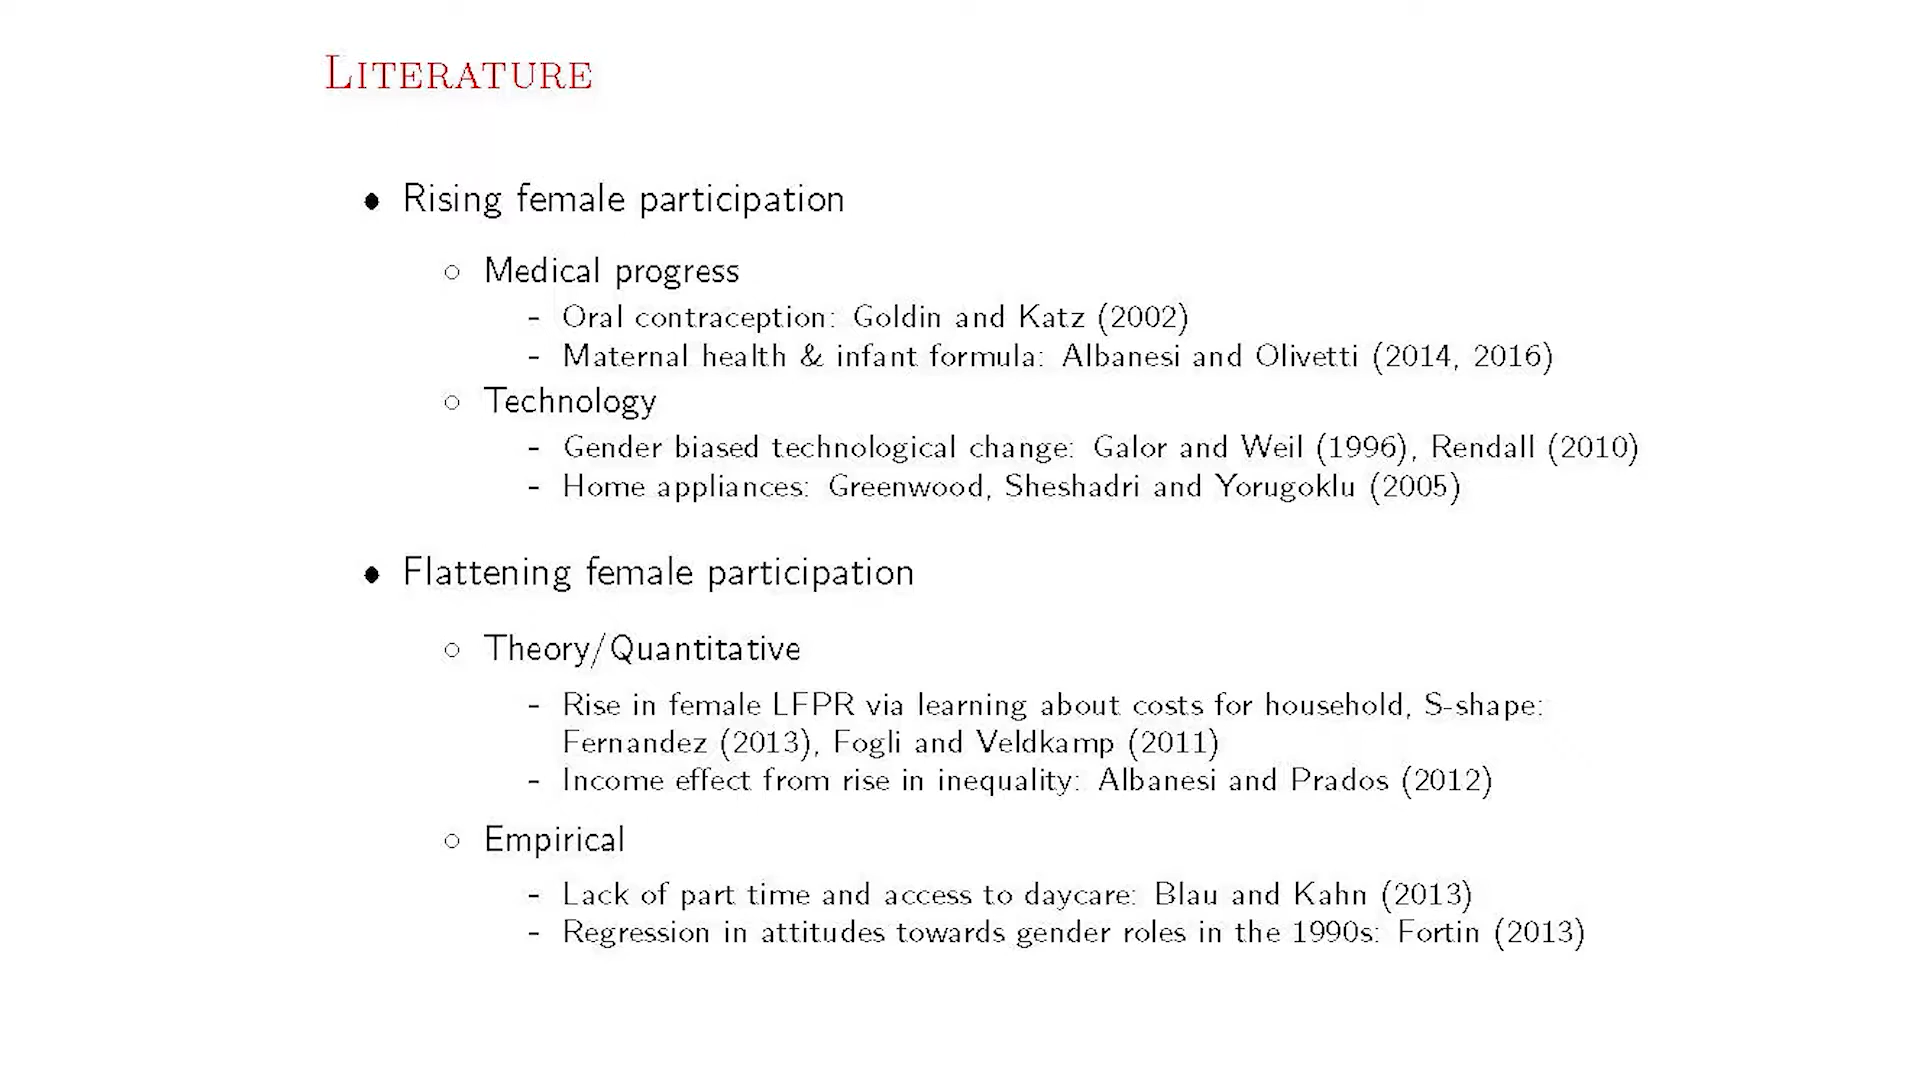 LITERATURE
• Rising female participation
○ Medical progress
- Oral contraception: Goldin and Katz (2002)
- Maternal health & infant formula: Albanesi and Olivetti (2014, 2016)
○ Technology
- Gender biased technological change: Galor and Weil (1996), Rendall (2010)
- Home appliances: Greenwood, Sheshadri and Yorugoklu (2005)
• Flattening female participation
○ Theory/Quantitative
- Rise in female LFPR via learning about costs for household, S-shape:
Fernandez (2013), Fogli and Veldkamp (2011)
- Income effect from rise in inequality: Albanesi and Prados (2012)
○ Empirical
- Lack of part time and access to daycare: Blau and Kahn (2013)
- Regression in attitudes towards gender roles in the 1990s: Fortin (2013)